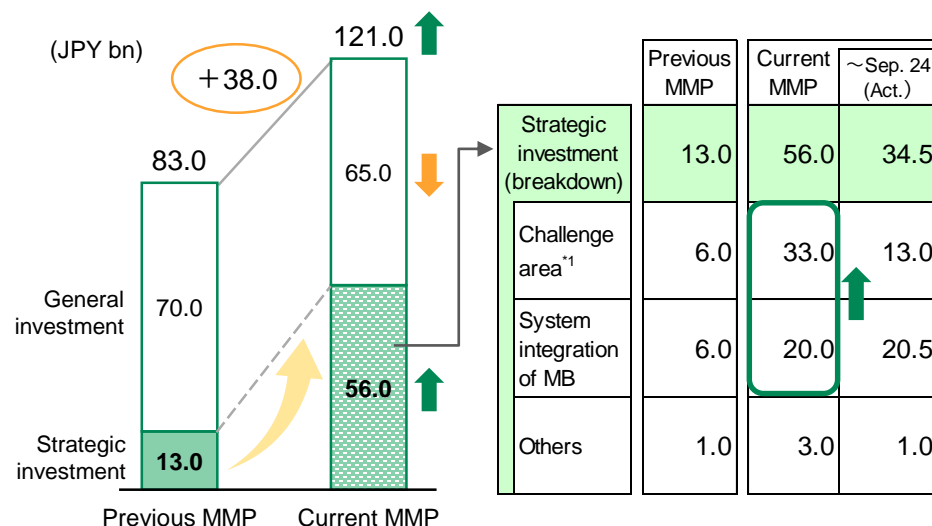 (JPY bn)
+38.0
121.0
83.0
65.0
General
investment
70.0
56.0
Strategic
investment
13.0
Previous MMP
Current MMP
Previous
MMP
Current
MMP
~Sep. 24
(Act.)
Strategic
investment
(breakdown)
13.0
56.0
34.5
Challenge
area*1
6.0
33.0
13.0
System
integration
of MB
6.0
20.0
20.5
Others
1.0
3.0
1.0